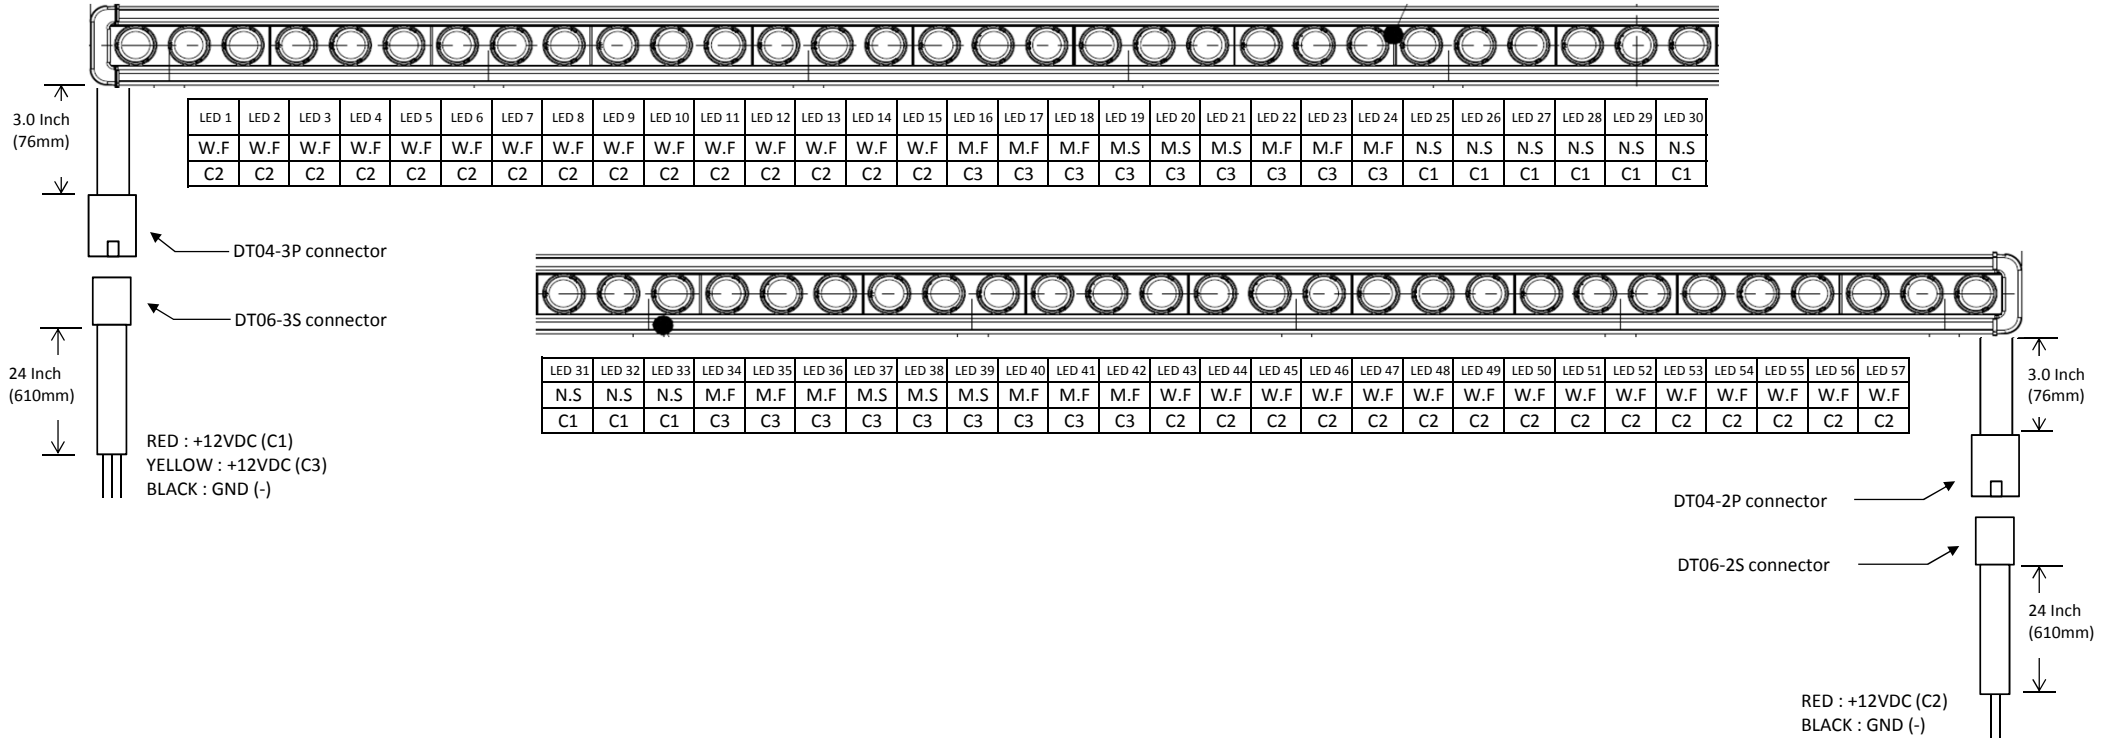 3.0 Inch
(76mm)
LED 1 LED 2 LED 3 LED 4 LED 5 LED 6 LED 7 LED 8 LED 9 LED 10 LED 11 LED 12 LED 13 LED 14 LED 15 LED 16 LED 17 LED 18 LED 19 LED 20 LED 21 LED 22 LED 23 LED 24 LED 25 LED 26 LED 27 LED 28 LED 29 LED 30
W.F W.F W.F W.F W.F W.F W.F W.F W.F W.F W.F W.F W.F W.F W.F M.F M.F M.F M.S M.S M.S M.F M.F M.F N.S N.S N.S N.S N.S N.S
C2 C2 C2 C2 C2 C2 C2 C2 C2 C2 C2 C2 C2 C2 C2 C3 C3 C3 C3 C3 C3 C3 C3 C3 C1 C1 C1 C1 C1 C1
DT04-3P connector
DT06-3S connector
24 Inch
(610mm)
RED : +12VDC (C1)
YELLOW : +12VDC (C3)
BLACK : GND (-)
LED 31 LED 32 LED 33 LED 34 LED 35 LED 36 LED 37 LED 38 LED 39 LED 40 LED 41 LED 42 LED 43 LED 44 LED 45 LED 46 LED 47 LED 48 LED 49 LED 50 LED 51 LED 52 LED 53 LED 54 LED 55 LED 56 LED 57
N.S N.S N.S M.F M.F M.F M.S M.S M.S M.F M.F M.F W.F W.F W.F W.F W.F W.F W.F W.F W.F W.F W.F W.F W.F W.F W.F
C1 C1 C1 C3 C3 C3 C3 C3 C3 C3 C3 C3 C2 C2 C2 C2 C2 C2 C2 C2 C2 C2 C2 C2 C2 C2 C2
3.0 Inch
(76mm)
DT04-2P connector
DT06-2S connector
24 Inch
(610mm)
RED : +12VDC (C2)
BLACK : GND (-)